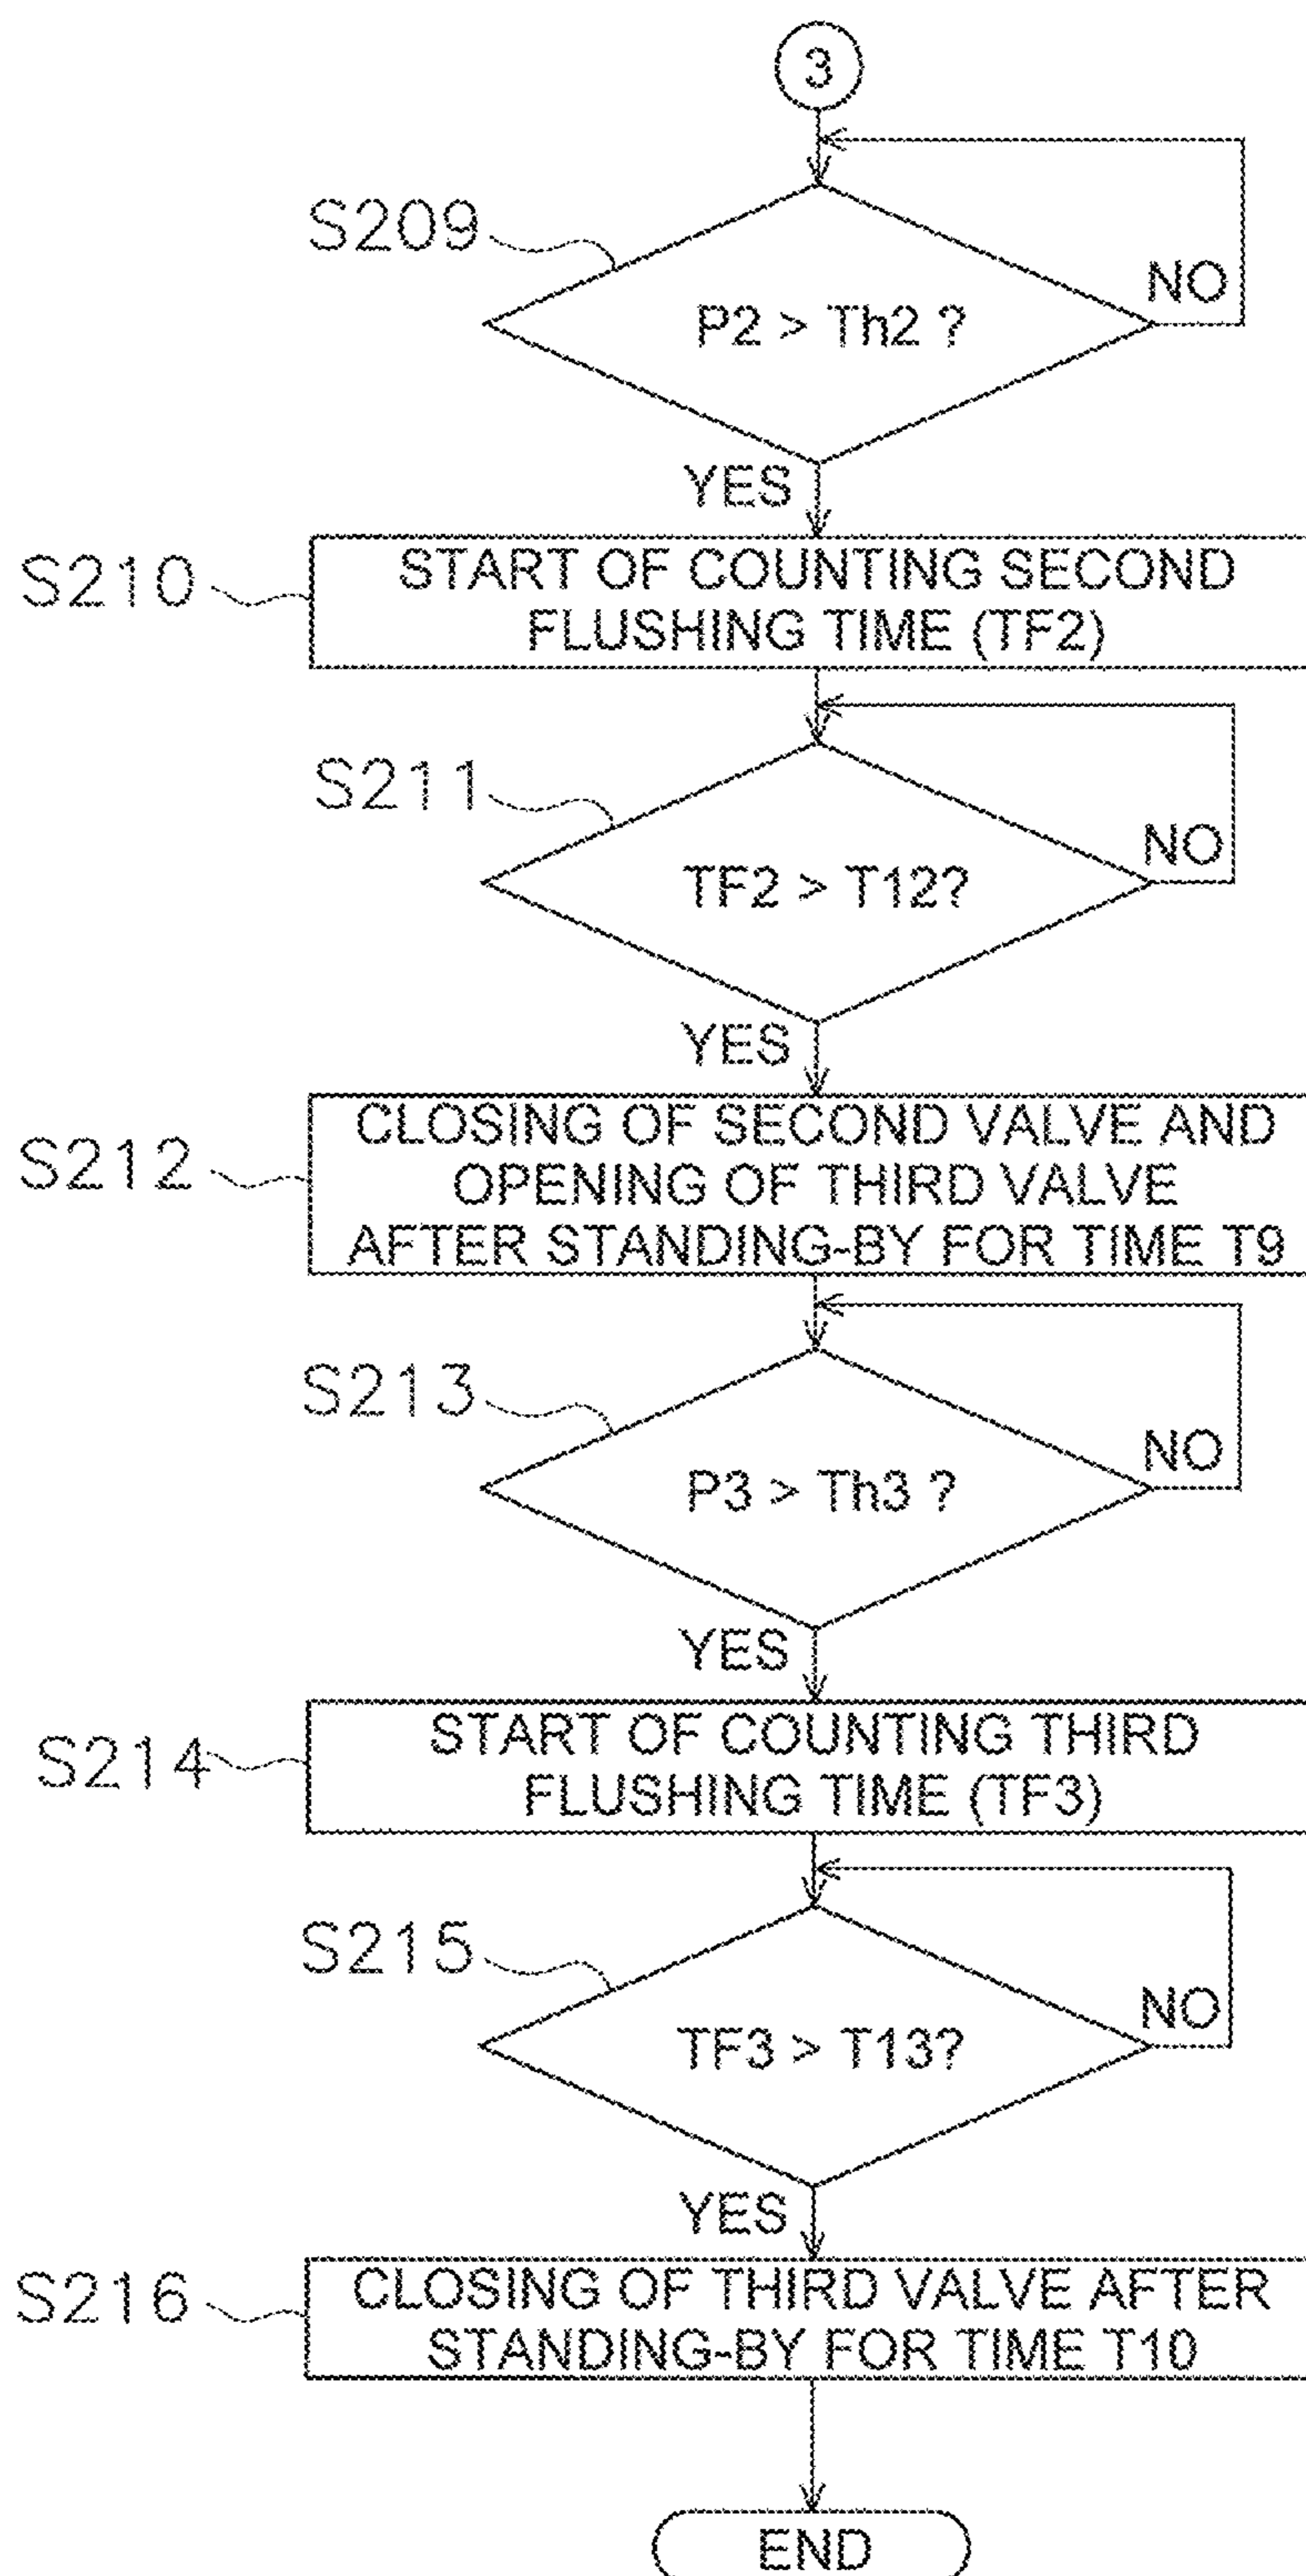 3
S209
P2 > Th2 ?
NO
YES
S210
START OF COUNTING SECOND
FLUSHING TIME (TF2)
S211
TF2 > T12?
NO
YES
S212
CLOSING OF SECOND VALVE AND
OPENING OF THIRD VALVE
AFTER STANDING-BY FOR TIME T9
S213
P3 > Th3 ?
NO
YES
S214
START OF COUNTING THIRD
FLUSHING TIME (TF3)
S215
TF3 > T13?
NO
YES
S216
CLOSING OF THIRD VALVE AFTER
STANDING-BY FOR TIME T10
END